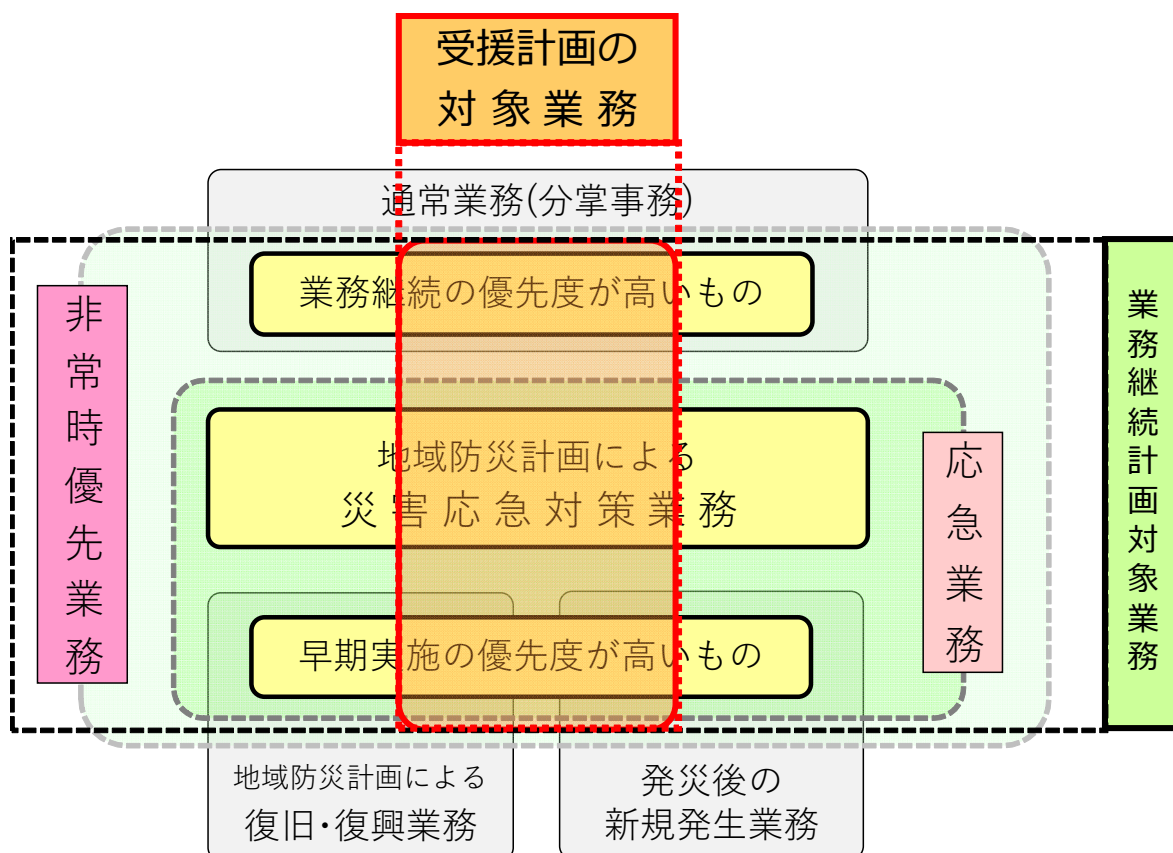 受援計画の
対象業務
通常業務(分掌事務)
業務継続の優先度が高いもの
非常時優先業務
地域防災計画による
災害応急対策業務
応急業務
業務継続計画対象業務
早期実施の優先度が高いもの
地域防災計画による
復旧・復興業務
発災後の
新規発生業務